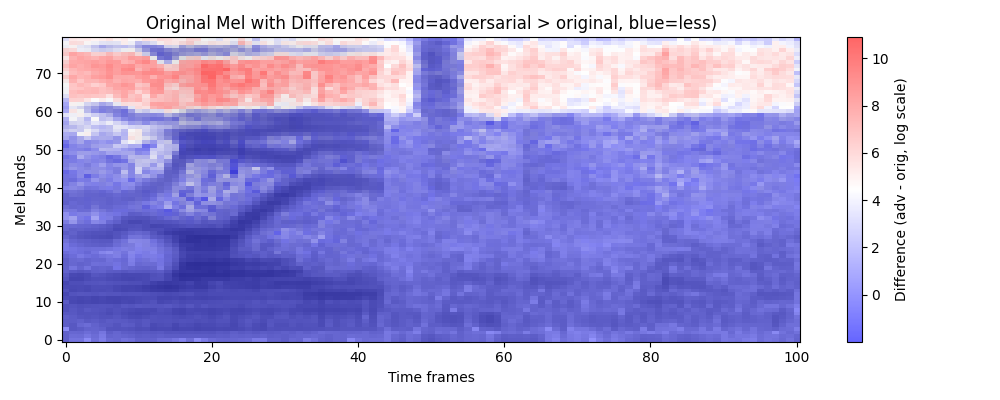 Original Mel with Differences (red=adversarial > original, blue=less)
Mel bands
70
60
50
40
30
20
10
0
0 20 40 60 80 100
Time frames
10
8
6
4
2
0
Difference (adv - orig, log scale)